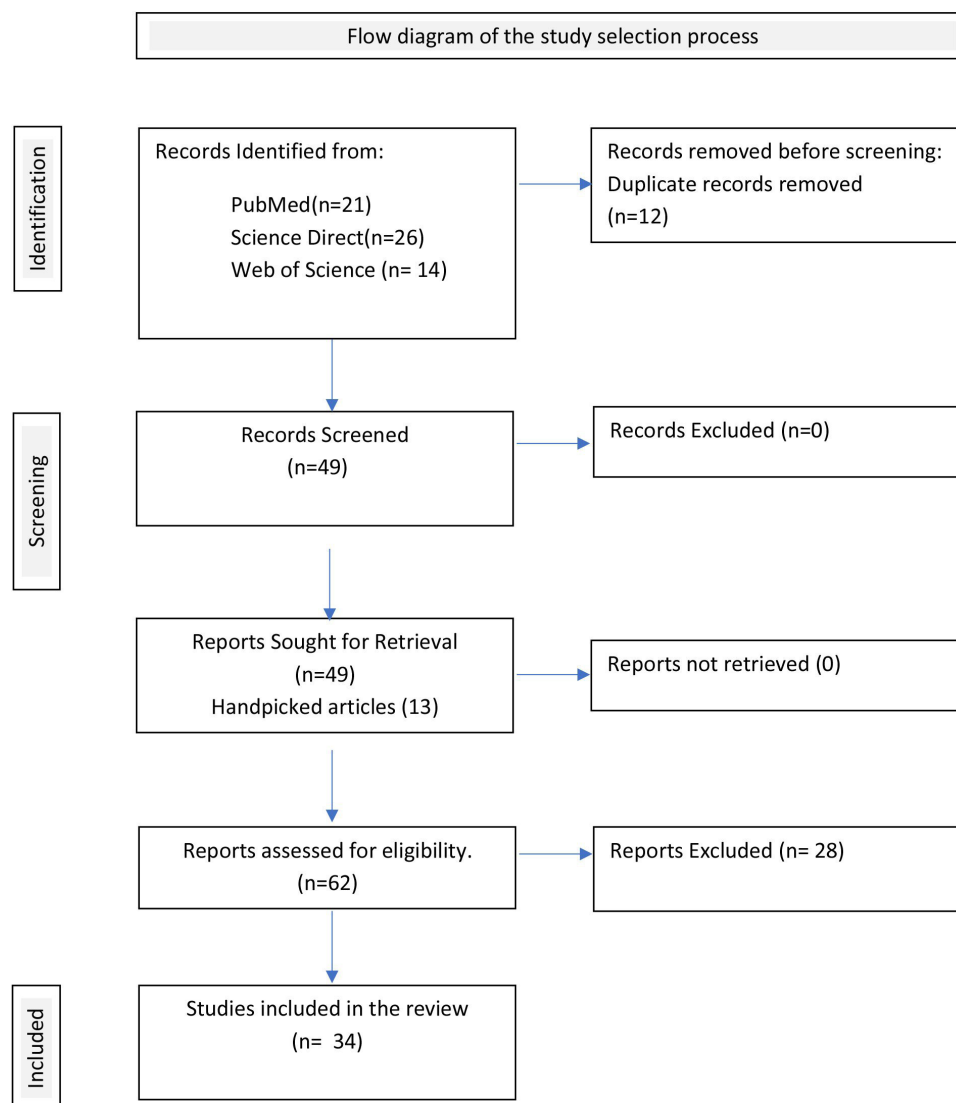 Flow diagram of the study selection process
Identification
Records Identified from:
PubMed(n=21)
Science Direct(n=26)
Web of Science (n= 14)
Records removed before screening:
Duplicate records removed
(n=12)
Screening
Records Screened
(n=49)
Records Excluded (n=0)
Reports Sought for Retrieval
(n=49)
Handpicked articles (13)
Reports not retrieved (0)
Reports assessed for eligibility.
(n=62)
Reports Excluded (n= 28)
Included
Studies included in the review
(n=  34)